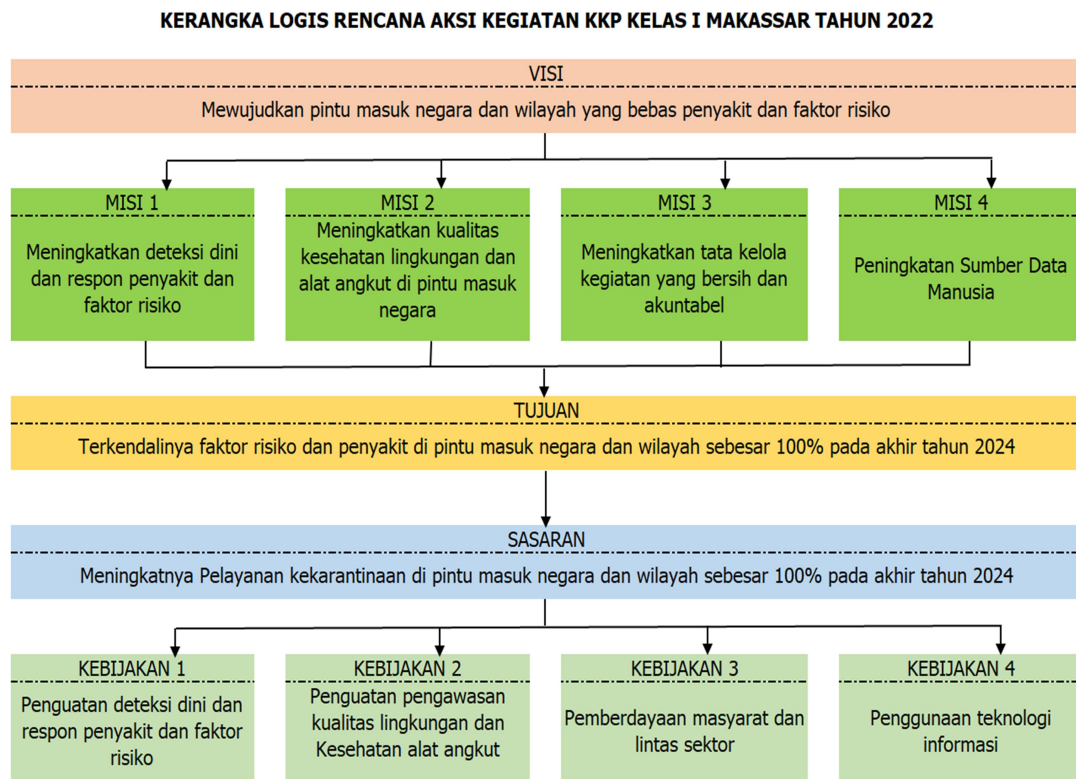 KERANGKA LOGIS RENCANA AKSI KEGIATAN KKP KELAS I MAKASSAR TAHUN 2022
VISI
Mewujudkan pintu masuk negara dan wilayah yang bebas penyakit dan faktor risiko
MISI 1
Meningkatkan deteksi dini
dan respon penyakit dan
faktor risiko
MISI 2
Meningkatkan kualitas
kesehatan lingkungan dan
alat angkut di pintu masuk
negara
MISI 3
Meningkatkan tata kelola
kegiatan yang bersih dan
akuntabel
MISI 4
Peningkatan Sumber Data
Manusia
TUJUAN
Terkendalinya faktor risiko dan penyakit di pintu masuk negara dan wilayah sebesar 100% pada akhir tahun 2024
SASARAN
Meningkatnya Pelayanan kekarantinaan di pintu masuk negara dan wilayah sebesar 100% pada akhir tahun 2024
KEBIJAKAN 1
Penguatan deteksi dini dan
respon penyakit dan faktor
risiko
KEBIJAKAN 2
Penguatan pengawasan
kualitas lingkungan dan
Kesehatan alat angkut
KEBIJAKAN 3
Pemberdayaan masyarat dan
lintas sektor
KEBIJAKAN 4
Penggunaan teknologi
informasi